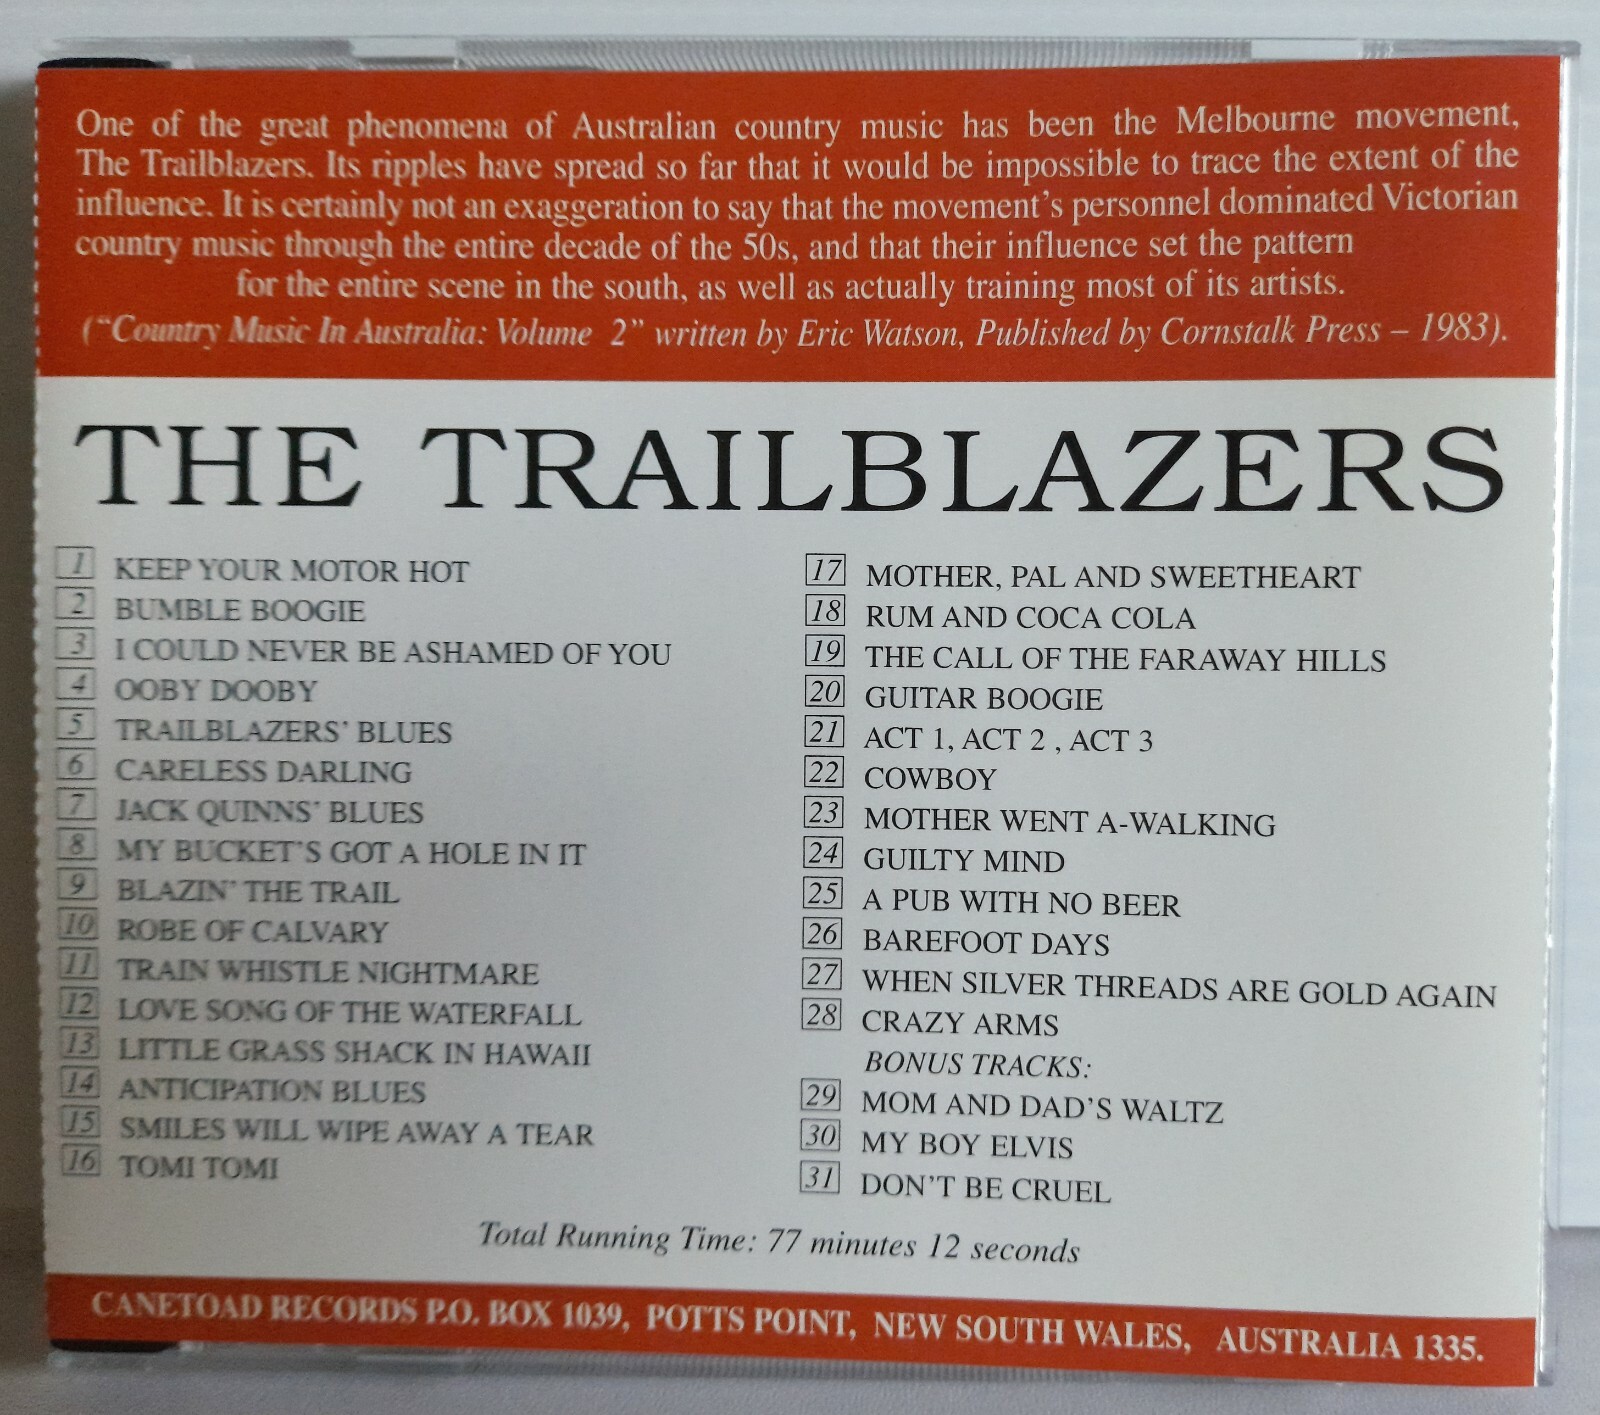 One of the great phenomena of Australian country music has been the Melbourne movement,
The Trailblazers. Its ripples have spread so far that it would be impossible to trace the extent of the
influence. It is certainly not an exaggeration to say that the movement's personnel dominated Victorian
country music through the entire decade of the 50s, and that their influence set the pattern
for the entire scene in the south, as well as actually training most of its artists.
("Country Music In Australia: Volume 2" written by Eric Watson, Published by Cornstalk Press – 1983).
THE TRAILBLAZERS
1 KEEP YOUR MOTOR HOT
2 BUMBLE BOOGIE
3 I COULD NEVER BE ASHAMED OF YOU
4 OOBY DOOBY
5 TRAILBLAZERS' BLUES
6 CARELESS DARLING
7 JACK QUINNS' BLUES
8 MY BUCKET'S GOT A HOLE IN IT
9 BLAZIN' THE TRAIL
10 ROBE OF CALVARY
11 TRAIN WHISTLE NIGHTMARE
12 LOVE SONG OF THE WATERFALL
13 LITTLE GRASS SHACK IN HAWAII
14 ANTICIPATION BLUES
15 SMILES WILL WIPE AWAY A TEAR
16 TOMI TOMI
17 MOTHER, PAL AND SWEETHEART
18 RUM AND COCA COLA
19 THE CALL OF THE FARAWAY HILLS
20 GUITAR BOOGIE
21 ACT 1, ACT 2 , ACT 3
22 COWBOY
23 MOTHER WENT A-WALKING
24 GUILTY MIND
25 A PUB WITH NO BEER
26 BAREFOOT DAYS
27 WHEN SILVER THREADS ARE GOLD AGAIN
28 CRAZY ARMS
BONUS TRACKS:
29 MOM AND DAD'S WALTZ
30 MY BOY ELVIS
31 DON'T BE CRUEL
Total Running Time: 77 minutes 12 seconds
CANETOAD RECORDS P.O. BOX 1039, POTTS POINT, NEW SOUTH WALES, AUSTRALIA 1335.